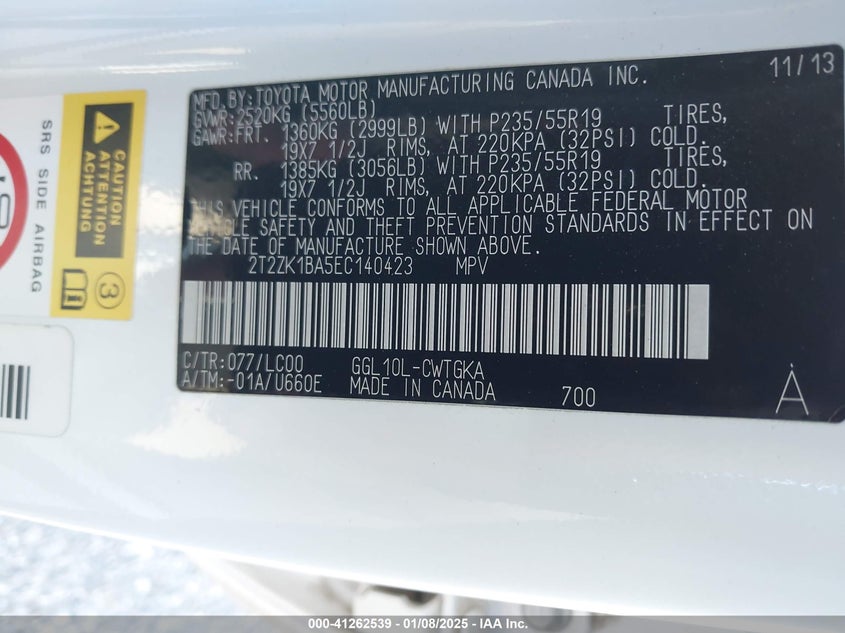 MFD.BY:TOYOTA MOTOR MANUFACTURING CANADA INC. 11/13
GVWR:2520KG (5560LB)
GAWR:FRT. 1360KG (2999LB) WITH P235/55R19 TIRES,
19X7 1/2J RIMS, AT 220KPA (32PSI) COLD.
RR. 1385KG (3056LB) WITH P235/55R19 TIRES,
19X7 1/2J RIMS, AT 220KPA (32PSI) COLD.
THIS VEHICLE CONFORMS TO ALL APPLICABLE FEDERAL MOTOR
VEHICLE SAFETY AND THEFT PREVENTION STANDARDS IN EFFECT ON
THE DATE OF MANUFACTURE SHOWN ABOVE.
2T2ZK1BA5EC140423 MPV
C/TR:077/LC00 GGL10L-CWTGKA
A/TM:-01A/U660E MADE IN CANADA 700 A
CAUTION
ATTENTION
ACHTUNG
3
SRS SIDE AIRBAG
000-41262539 - 01/08/2025 - IAA Inc.